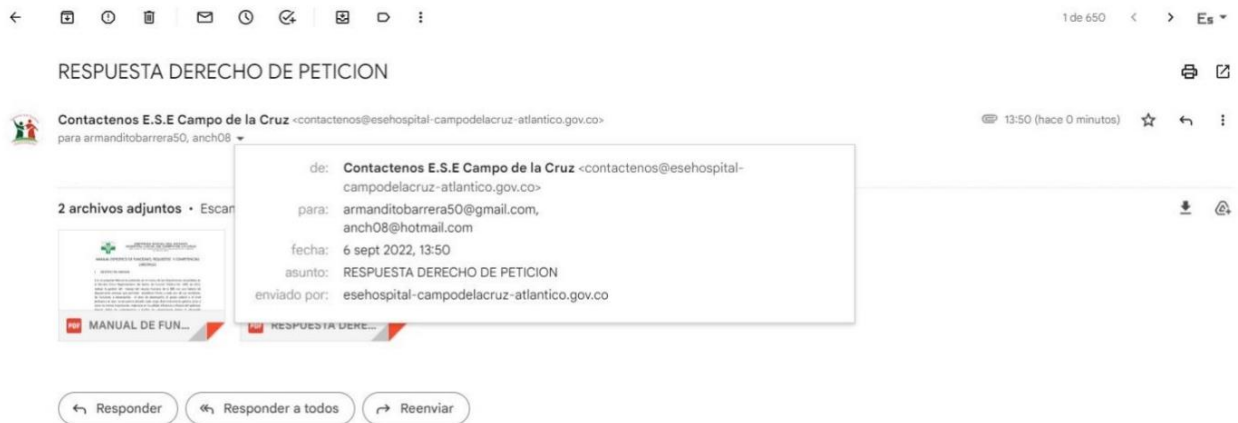 1 de 650
Es
RESPUESTA DERECHO DE PETICION
Contactenos E.S.E Campo de la Cruz <contactenos@esehospital-campodelacruz-atlantico.gov.co>
13:50 (hace 0 minutos)
para armanditobarrera50, anch08
de: Contactenos E.S.E Campo de la Cruz <contactenos@esehospital-
campodelacruz-atlantico.gov.co>
para: armanditobarrera50@gmail.com,
anch08@hotmail.com
fecha: 6 sept 2022, 13:50
asunto: RESPUESTA DERECHO DE PETICION
enviado por: esehospital-campodelacruz-atlantico.gov.co
2 archivos adjuntos • Escan
PDF MANUAL DE FUN...
PDF RESPUESTA DERE...
Responder
Responder a todos
Reenviar